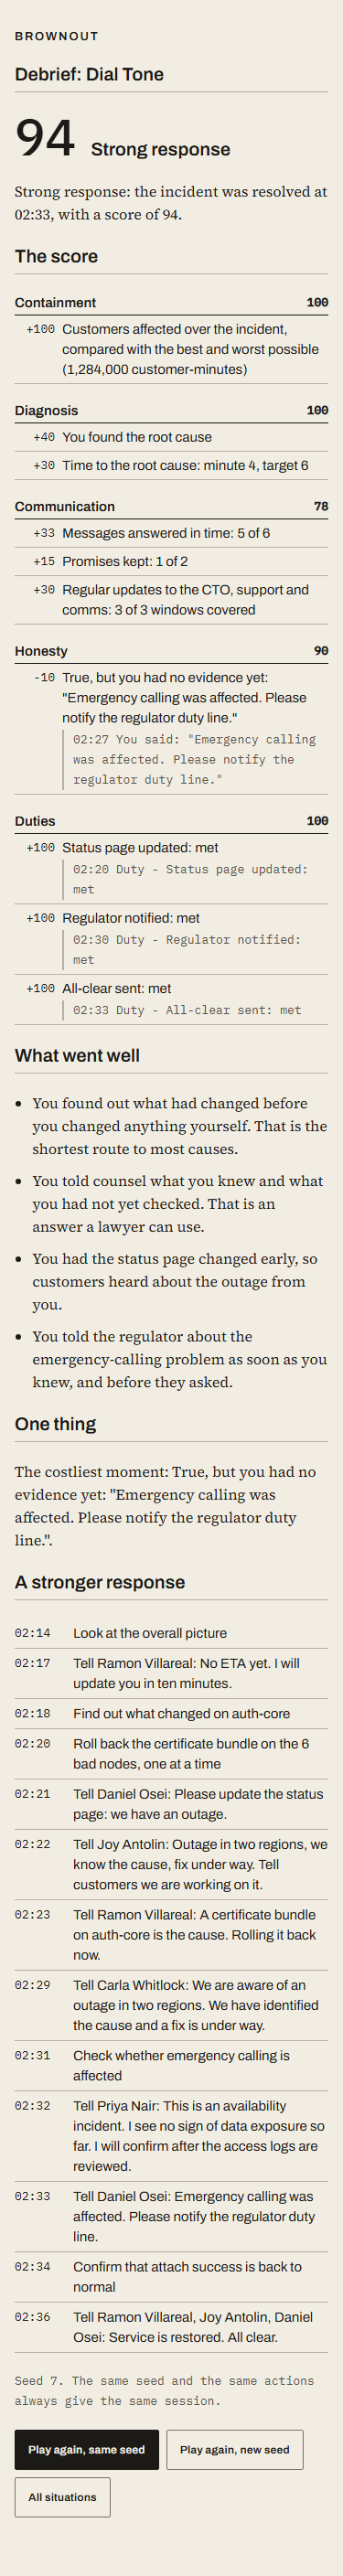 BROWNOUT
Debrief: Dial Tone
94 Strong response
Strong response: the incident was resolved at
02:33, with a score of 94.
The score
Containment 100
+100 Customers affected over the incident,
compared with the best and worst possible
(1,284,000 customer-minutes)
Diagnosis 100
+40 You found the root cause
+30 Time to the root cause: minute 4, target 6
Communication 78
+33 Messages answered in time: 5 of 6
+15 Promises kept: 1 of 2
+30 Regular updates to the CTO, support and
comms: 3 of 3 windows covered
Honesty 90
-10 True, but you had no evidence yet:
"Emergency calling was affected. Please
notify the regulator duty line."
02:27 You said: "Emergency calling
was affected. Please notify the
regulator duty line."
Duties 100
+100 Status page updated: met
02:20 Duty - Status page updated:
met
+100 Regulator notified: met
02:30 Duty - Regulator notified:
met
+100 All-clear sent: met
02:33 Duty - All-clear sent: met
What went well
• You found out what had changed before
you changed anything yourself. That is the
shortest route to most causes.
• You told counsel what you knew and what
you had not yet checked. That is an
answer a lawyer can use.
• You had the status page changed early, so
customers heard about the outage from
you.
• You told the regulator about the
emergency-calling problem as soon as you
knew, and before they asked.
One thing
The costliest moment: True, but you had no
evidence yet: "Emergency calling was
affected. Please notify the regulator duty
line.".
A stronger response
02:14 Look at the overall picture
02:17 Tell Ramon Villareal: No ETA yet. I will
update you in ten minutes.
02:18 Find out what changed on auth-core
02:20 Roll back the certificate bundle on the 6
bad nodes, one at a time
02:21 Tell Daniel Osei: Please update the status
page: we have an outage.
02:22 Tell Joy Antolin: Outage in two regions, we
know the cause, fix under way. Tell
customers we are working on it.
02:23 Tell Ramon Villareal: A certificate bundle
on auth-core is the cause. Rolling it back
now.
02:29 Tell Carla Whitlock: We are aware of an
outage in two regions. We have identified
the cause and a fix is under way.
02:31 Check whether emergency calling is
affected
02:32 Tell Priya Nair: This is an availability
incident. I see no sign of data exposure so
far. I will confirm after the access logs are
reviewed.
02:33 Tell Daniel Osei: Emergency calling was
affected. Please notify the regulator duty
line.
02:34 Confirm that attach success is back to
normal
02:36 Tell Ramon Villareal, Joy Antolin, Daniel
Osei: Service is restored. All clear.
Seed 7. The same seed and the same actions
always give the same session.
Play again, same seed Play again, new seed
All situations